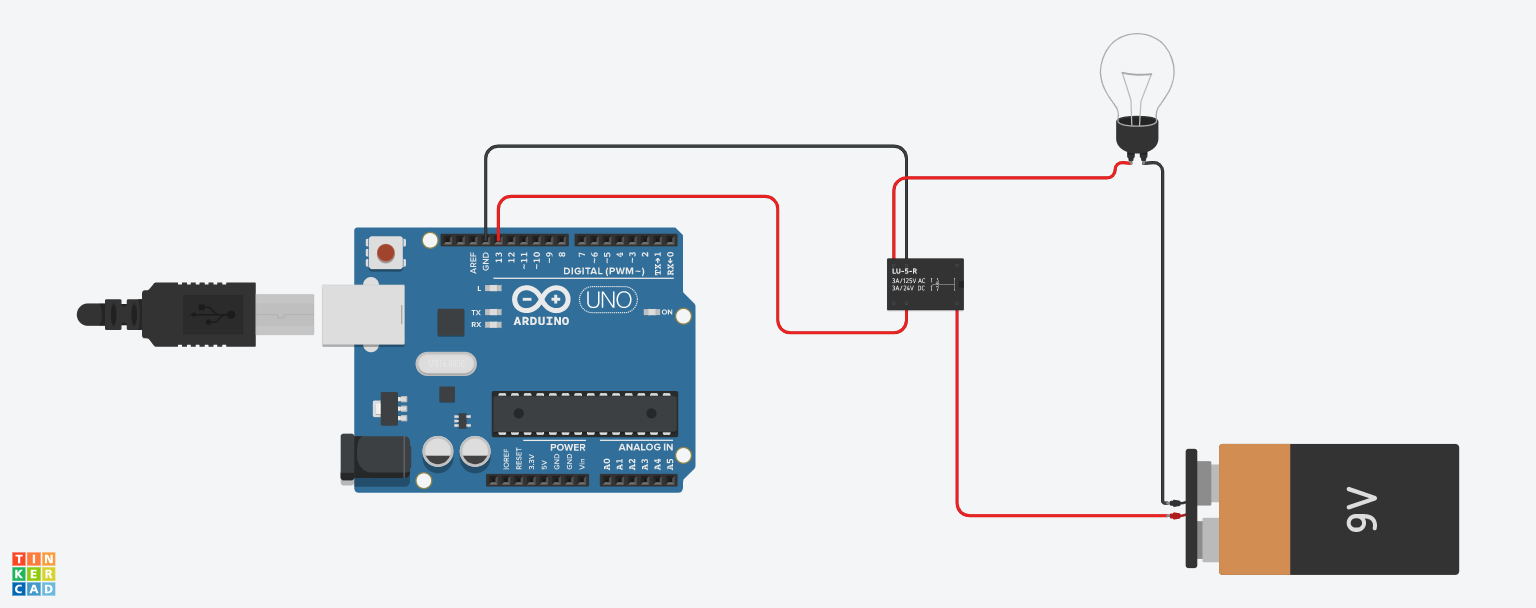 LU-5-R
3A/125V AC
3A/24V DC
AREF
GND
13
12
~11
~10
~9
8
7
~6
~5
4
~3
2
TX→1
RX←0
DIGITAL (PWM~)
L
TX
RX
UNO
ON
ARDUINO
POWER
ANALOG IN
IOREF
RESET
3.3V
5V
GND
GND
Vin
A0
A1
A2
A3
A4
A5
9V
TIN
KER
CAD